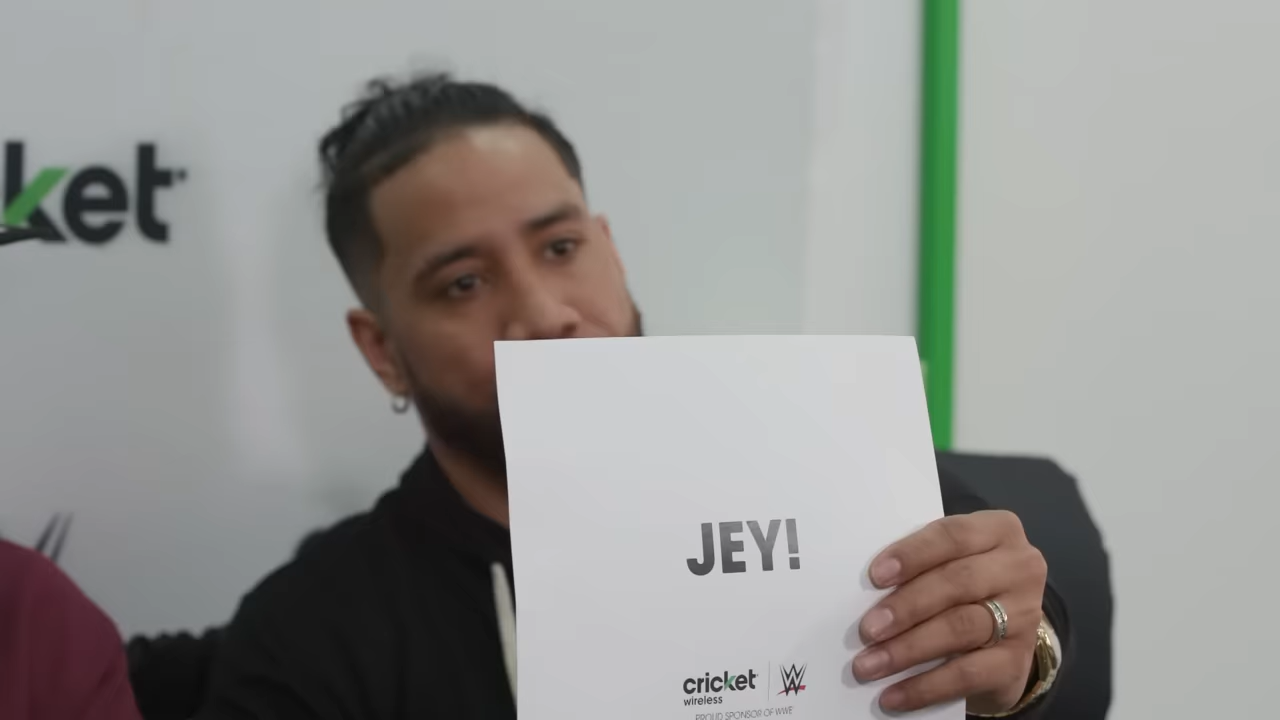 ket
JEY!
cricket
wireless
W
PROUD SPONSOR OF WWE